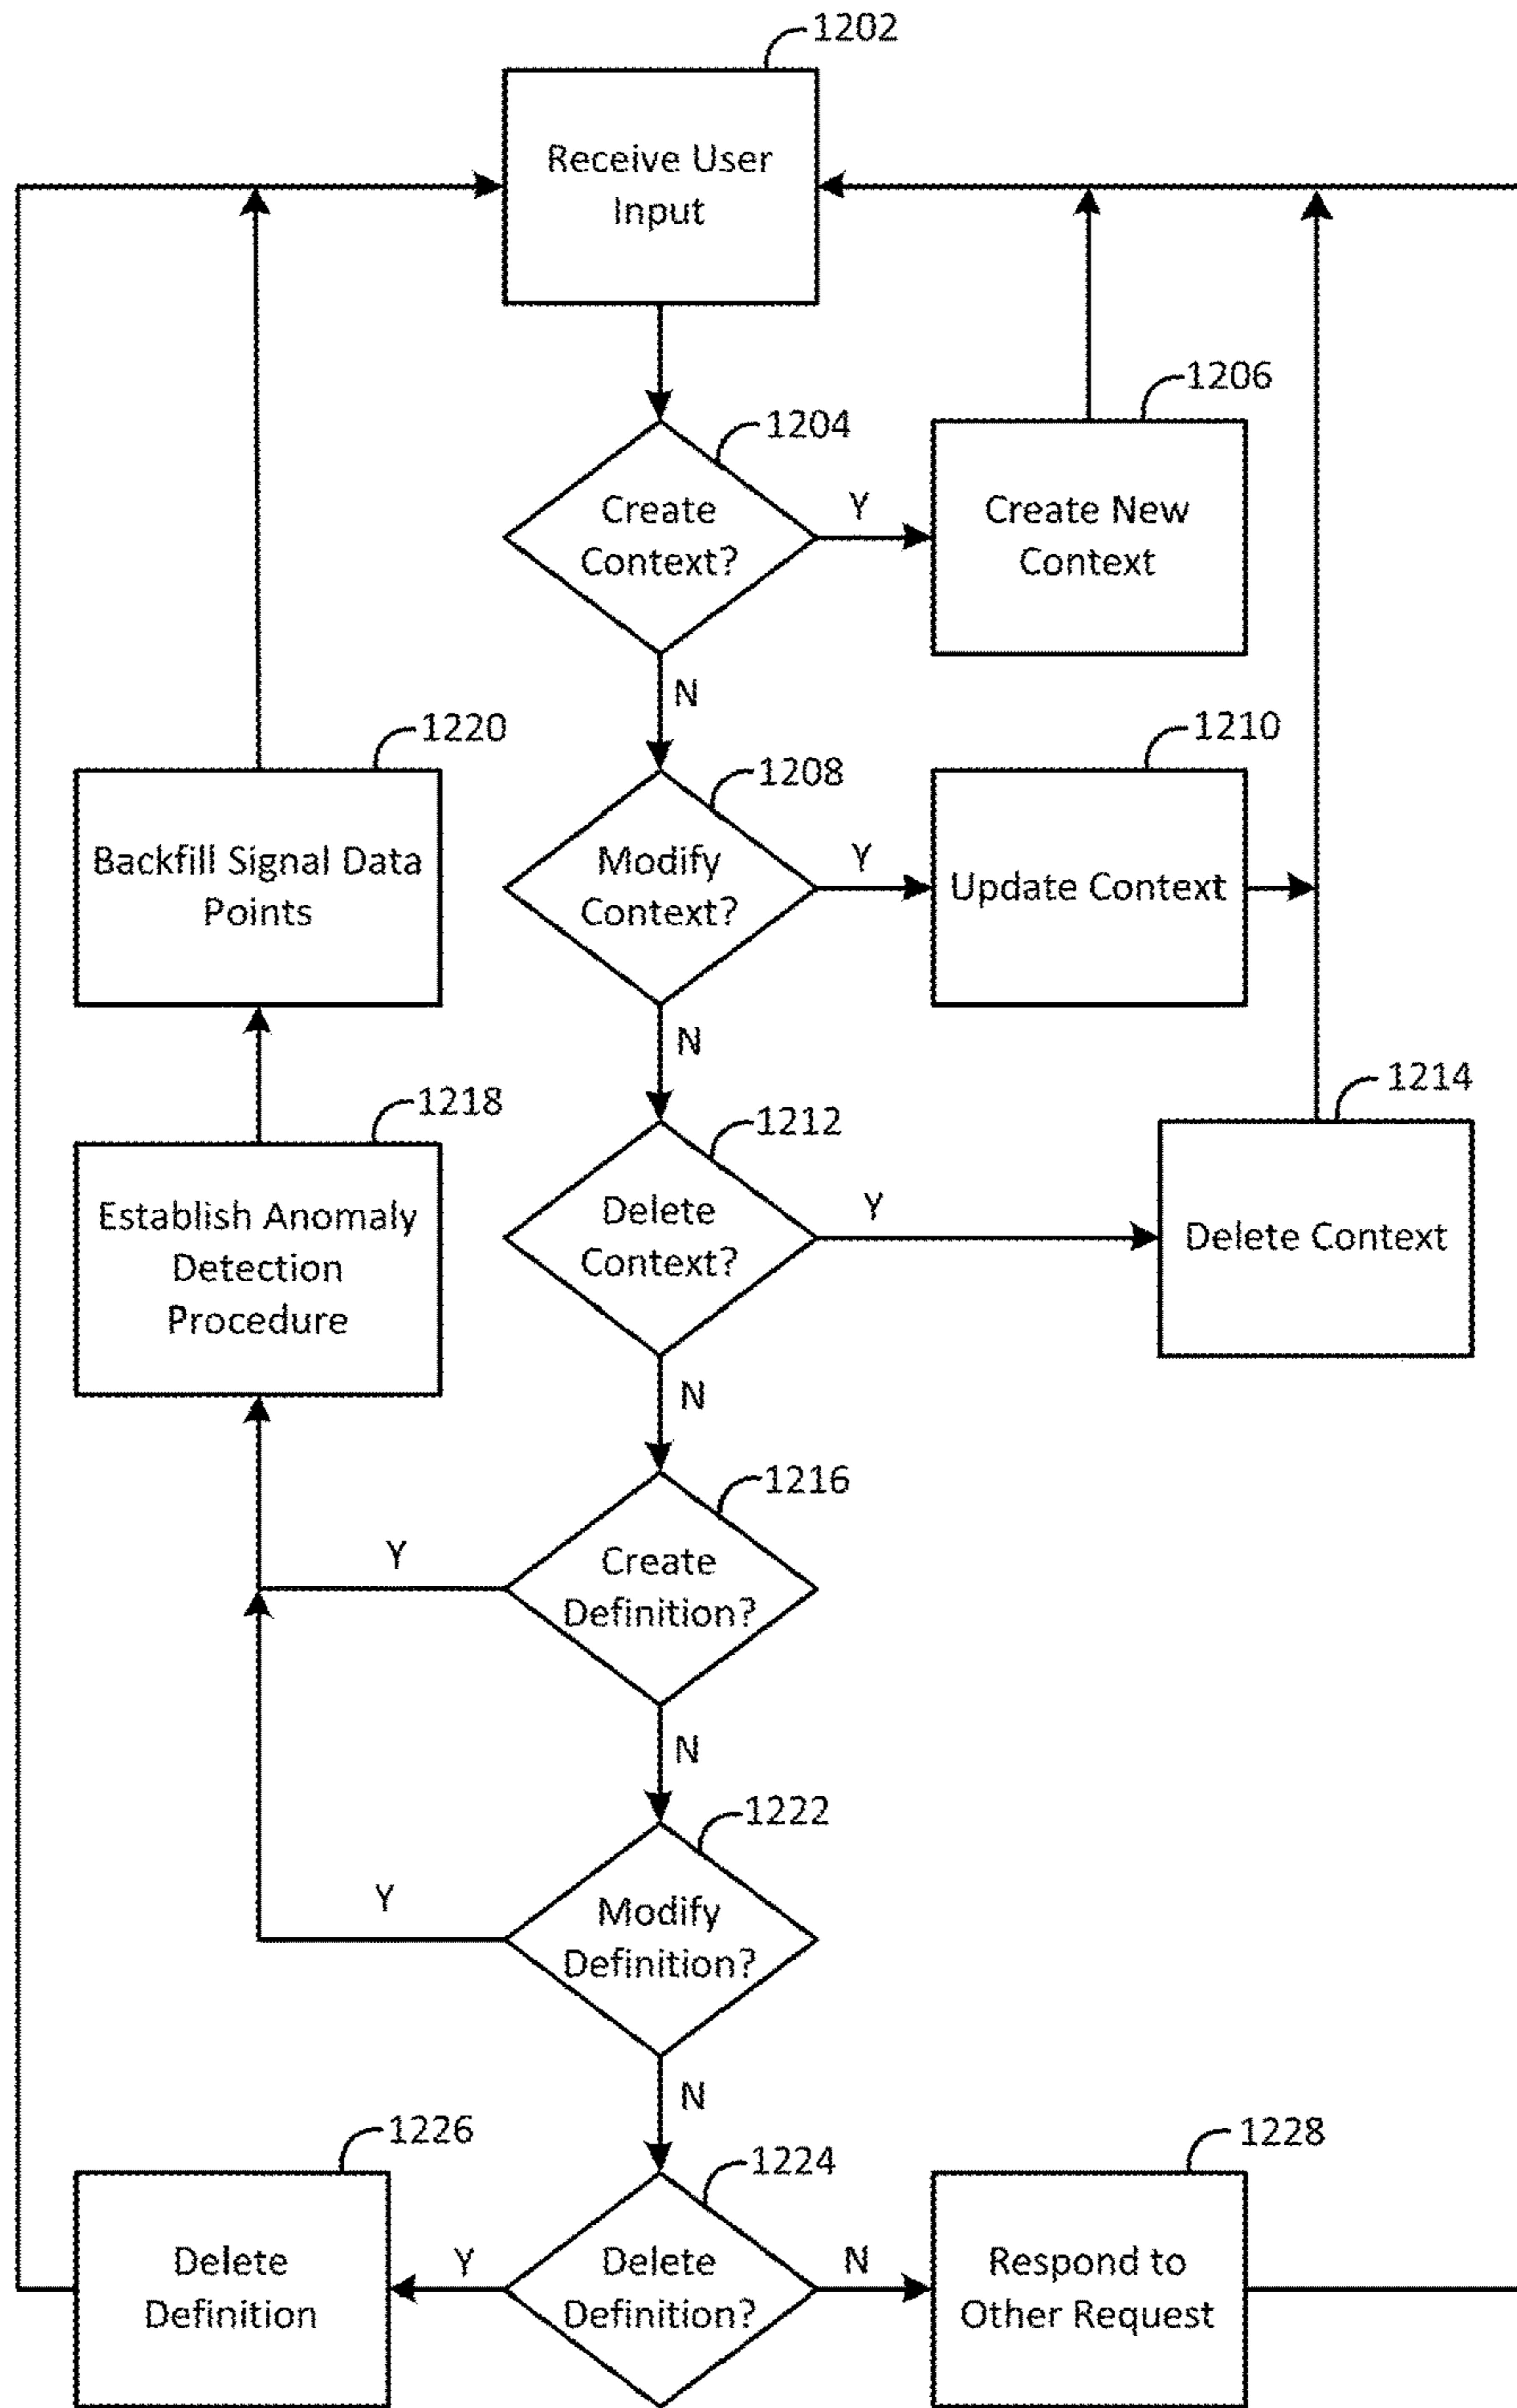 1202
Receive User
Input
1204
Create
Context?
Y
1206
Create New
Context
N
1220
Backfill Signal Data
Points
1208
Modify
Context?
Y
1210
Update Context
N
1218
Establish Anomaly
Detection
Procedure
1212
Delete
Context?
Y
1214
Delete Context
N
1216
Create
Definition?
Y
N
1222
Modify
Definition?
Y
N
1226
Delete
Definition
Y
1224
Delete
Definition?
N
1228
Respond to
Other Request